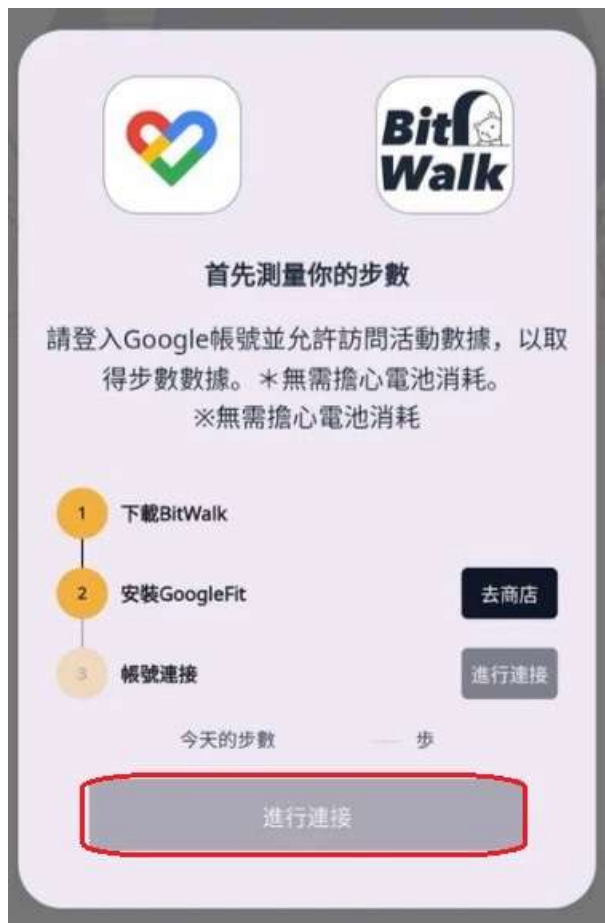 Bit
Walk
首先測量你的步數
請登入Google帳號並允許訪問活動數據，以取
得步數數據。＊無需擔心電池消耗。
※無需擔心電池消耗
1 下載BitWalk
2 安裝GoogleFit 去商店
3 帳號連接 進行連接
今天的步數 — 歩
進行連接